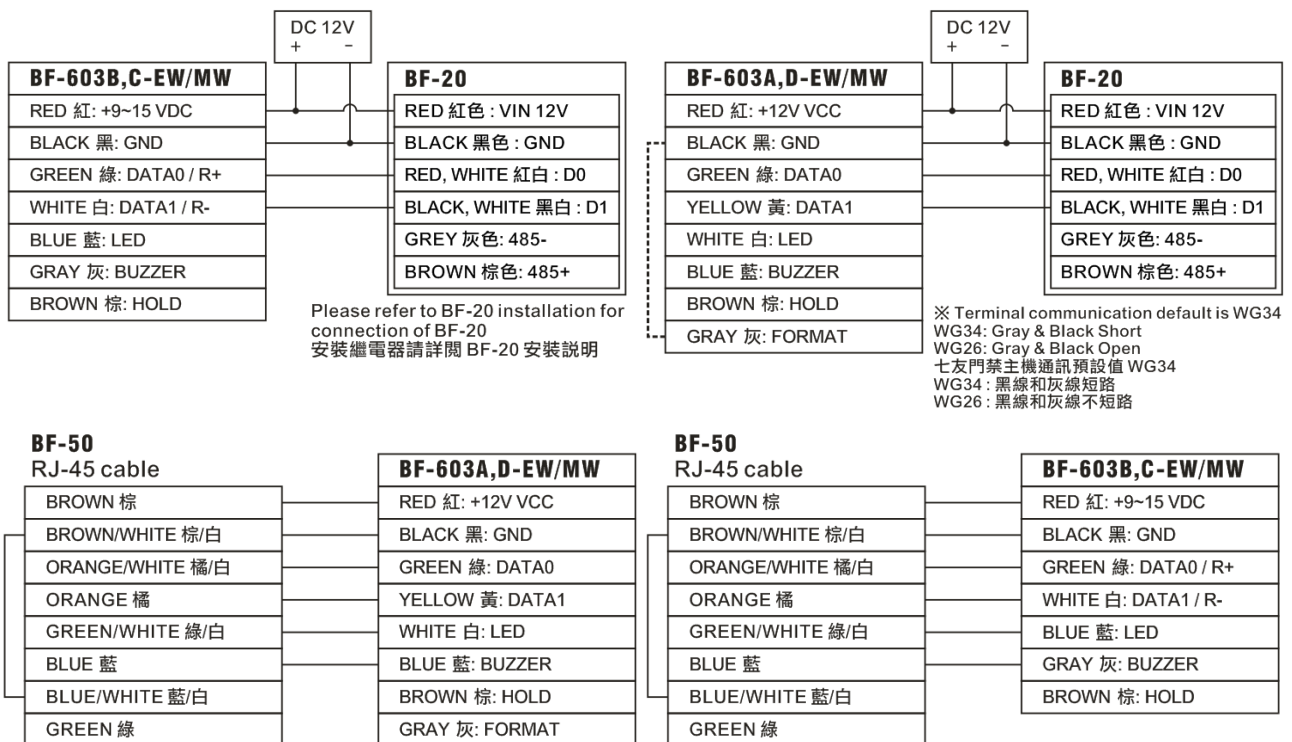 DC 12V
+ -
BF-603B,C-EW/MW
RED 紅: +9~15 VDC
BLACK 黑: GND
GREEN 綠: DATA0 / R+
WHITE 白: DATA1 / R-
BLUE 藍: LED
GRAY 灰: BUZZER
BROWN 棕: HOLD
BF-20
RED 紅色 : VIN 12V
BLACK 黑色 : GND
RED, WHITE 紅白 : D0
BLACK, WHITE 黑白 : D1
GREY 灰色: 485-
BROWN 棕色: 485+
Please refer to BF-20 installation for
connection of BF-20
安裝繼電器請詳閱 BF-20 安裝説明
DC 12V
+ -
BF-603A,D-EW/MW
RED 紅: +12V VCC
BLACK 黑: GND
GREEN 綠: DATA0
YELLOW 黃: DATA1
WHITE 白: LED
BLUE 藍: BUZZER
BROWN 棕: HOLD
GRAY 灰: FORMAT
BF-20
RED 紅色 : VIN 12V
BLACK 黑色 : GND
RED, WHITE 紅白 : D0
BLACK, WHITE 黑白 : D1
GREY 灰色: 485-
BROWN 棕色: 485+
※ Terminal communication default is WG34
WG34: Gray & Black Short
WG26: Gray & Black Open
七友門禁主機通訊預設值 WG34
WG34 : 黑線和灰線短路
WG26 : 黑線和灰線不短路
BF-50
RJ-45 cable
BROWN 棕
BROWN/WHITE 棕/白
ORANGE/WHITE 橘/白
ORANGE 橘
GREEN/WHITE 綠/白
BLUE 藍
BLUE/WHITE 藍/白
GREEN 綠
BF-603A,D-EW/MW
RED 紅: +12V VCC
BLACK 黑: GND
GREEN 綠: DATA0
YELLOW 黃: DATA1
WHITE 白: LED
BLUE 藍: BUZZER
BROWN 棕: HOLD
GRAY 灰: FORMAT
BF-50
RJ-45 cable
BROWN 棕
BROWN/WHITE 棕/白
ORANGE/WHITE 橘/白
ORANGE 橘
GREEN/WHITE 綠/白
BLUE 藍
BLUE/WHITE 藍/白
GREEN 綠
BF-603B,C-EW/MW
RED 紅: +9~15 VDC
BLACK 黑: GND
GREEN 綠: DATA0 / R+
WHITE 白: DATA1 / R-
BLUE 藍: LED
GRAY 灰: BUZZER
BROWN 棕: HOLD